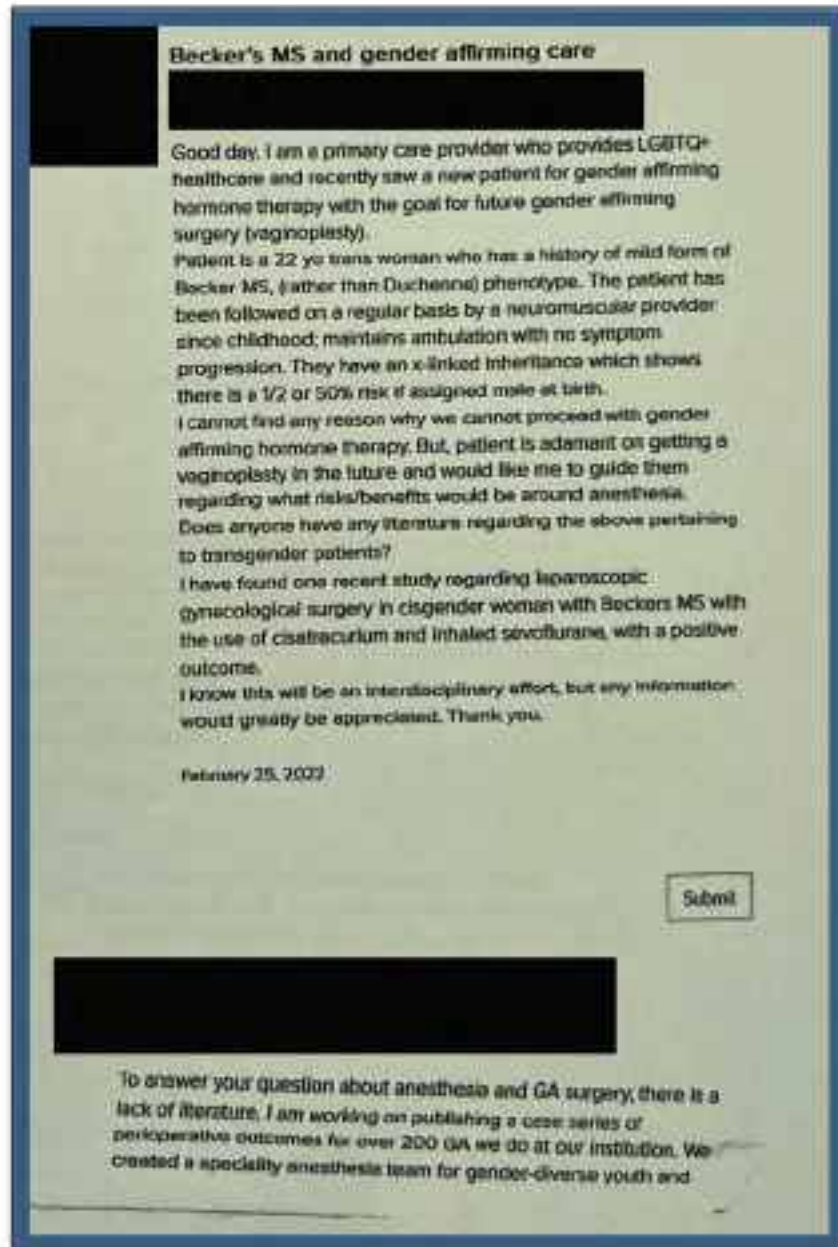 Becker's MS and gender affirming care
Good day. I am a primary care provider who provides LGBTQ+
healthcare and recently saw a new patient for gender affirming
hormone therapy with the goal for future gender affirming
surgery (vaginoplasty).
Patient is a 22 yo trans woman who has a history of mild form of
Becker MS, (rather than Duchenne) phenotype. The patient has
been followed on a regular basis by a neuromuscular provider
since childhood; maintains ambulation with no symptom
progression. They have an x-linked inheritance which shows
there is a 1/2 or 50% risk if assigned male at birth.
I cannot find any reason why we cannot proceed with gender
affirming hormone therapy. But, patient is adamant on getting a
vaginoplasty in the future and would like me to guide them
regarding what risks/benefits would be around anesthesia.
Does anyone have any literature regarding the above pertaining
to transgender patients?
I have found one recent study regarding laparoscopic
gynecological surgery in cisgender woman with Beckers MS with
the use of cisatracurium and inhaled sevoflurane, with a positive
outcome.
I know this will be an interdisciplinary effort, but any information
would greatly be appreciated. Thank you.
February 25, 2022
Submit
To answer your question about anesthesia and GA surgery, there is a
lack of literature. I am working on publishing a case series of
perioperative outcomes for over 200 GA we do at our institution. We
created a speciality anesthesia team for gender-diverse youth and